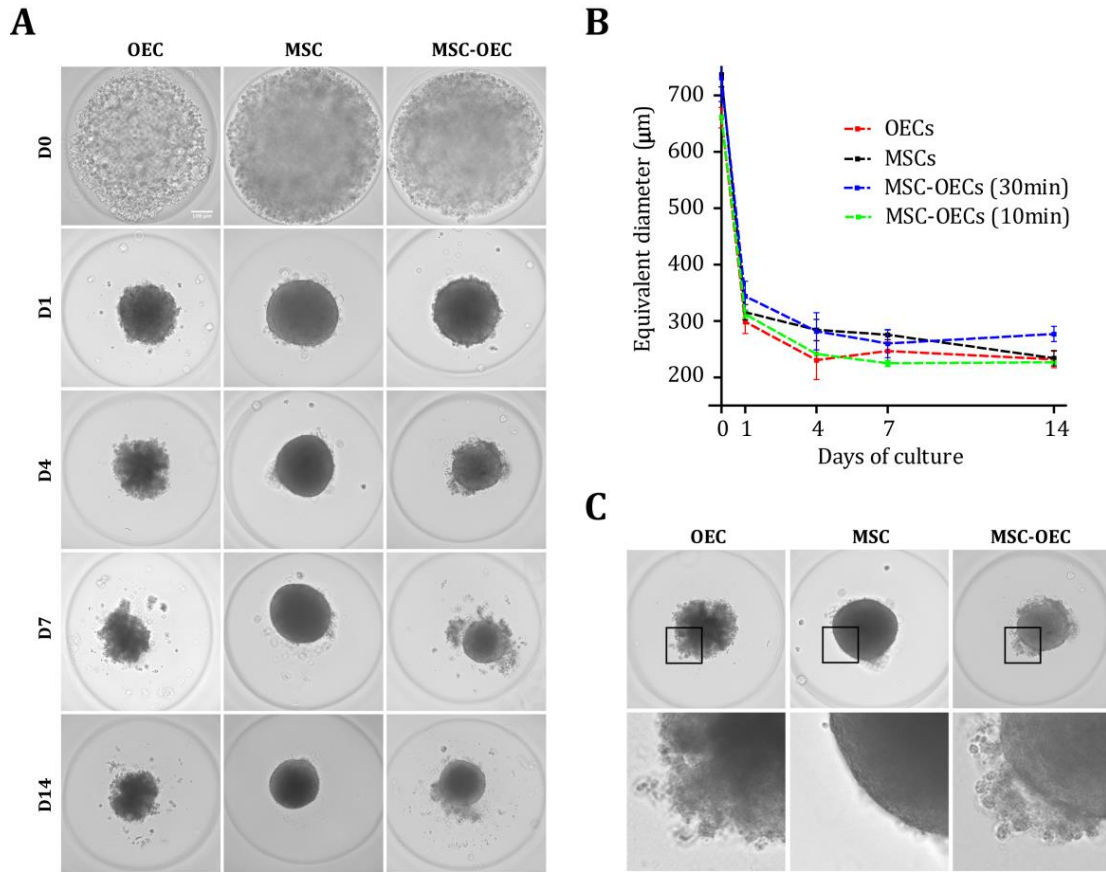 A
OEC MSC MSC-OEC
D0
D1
D4
D7
D14
B
Equivalent diameter (μm)
700
600
500
400
300
200
OECs
MSCs
MSC-OECs (30min)
MSC-OECs (10min)
0 1 4 7 14
Days of culture
C
OEC MSC MSC-OEC